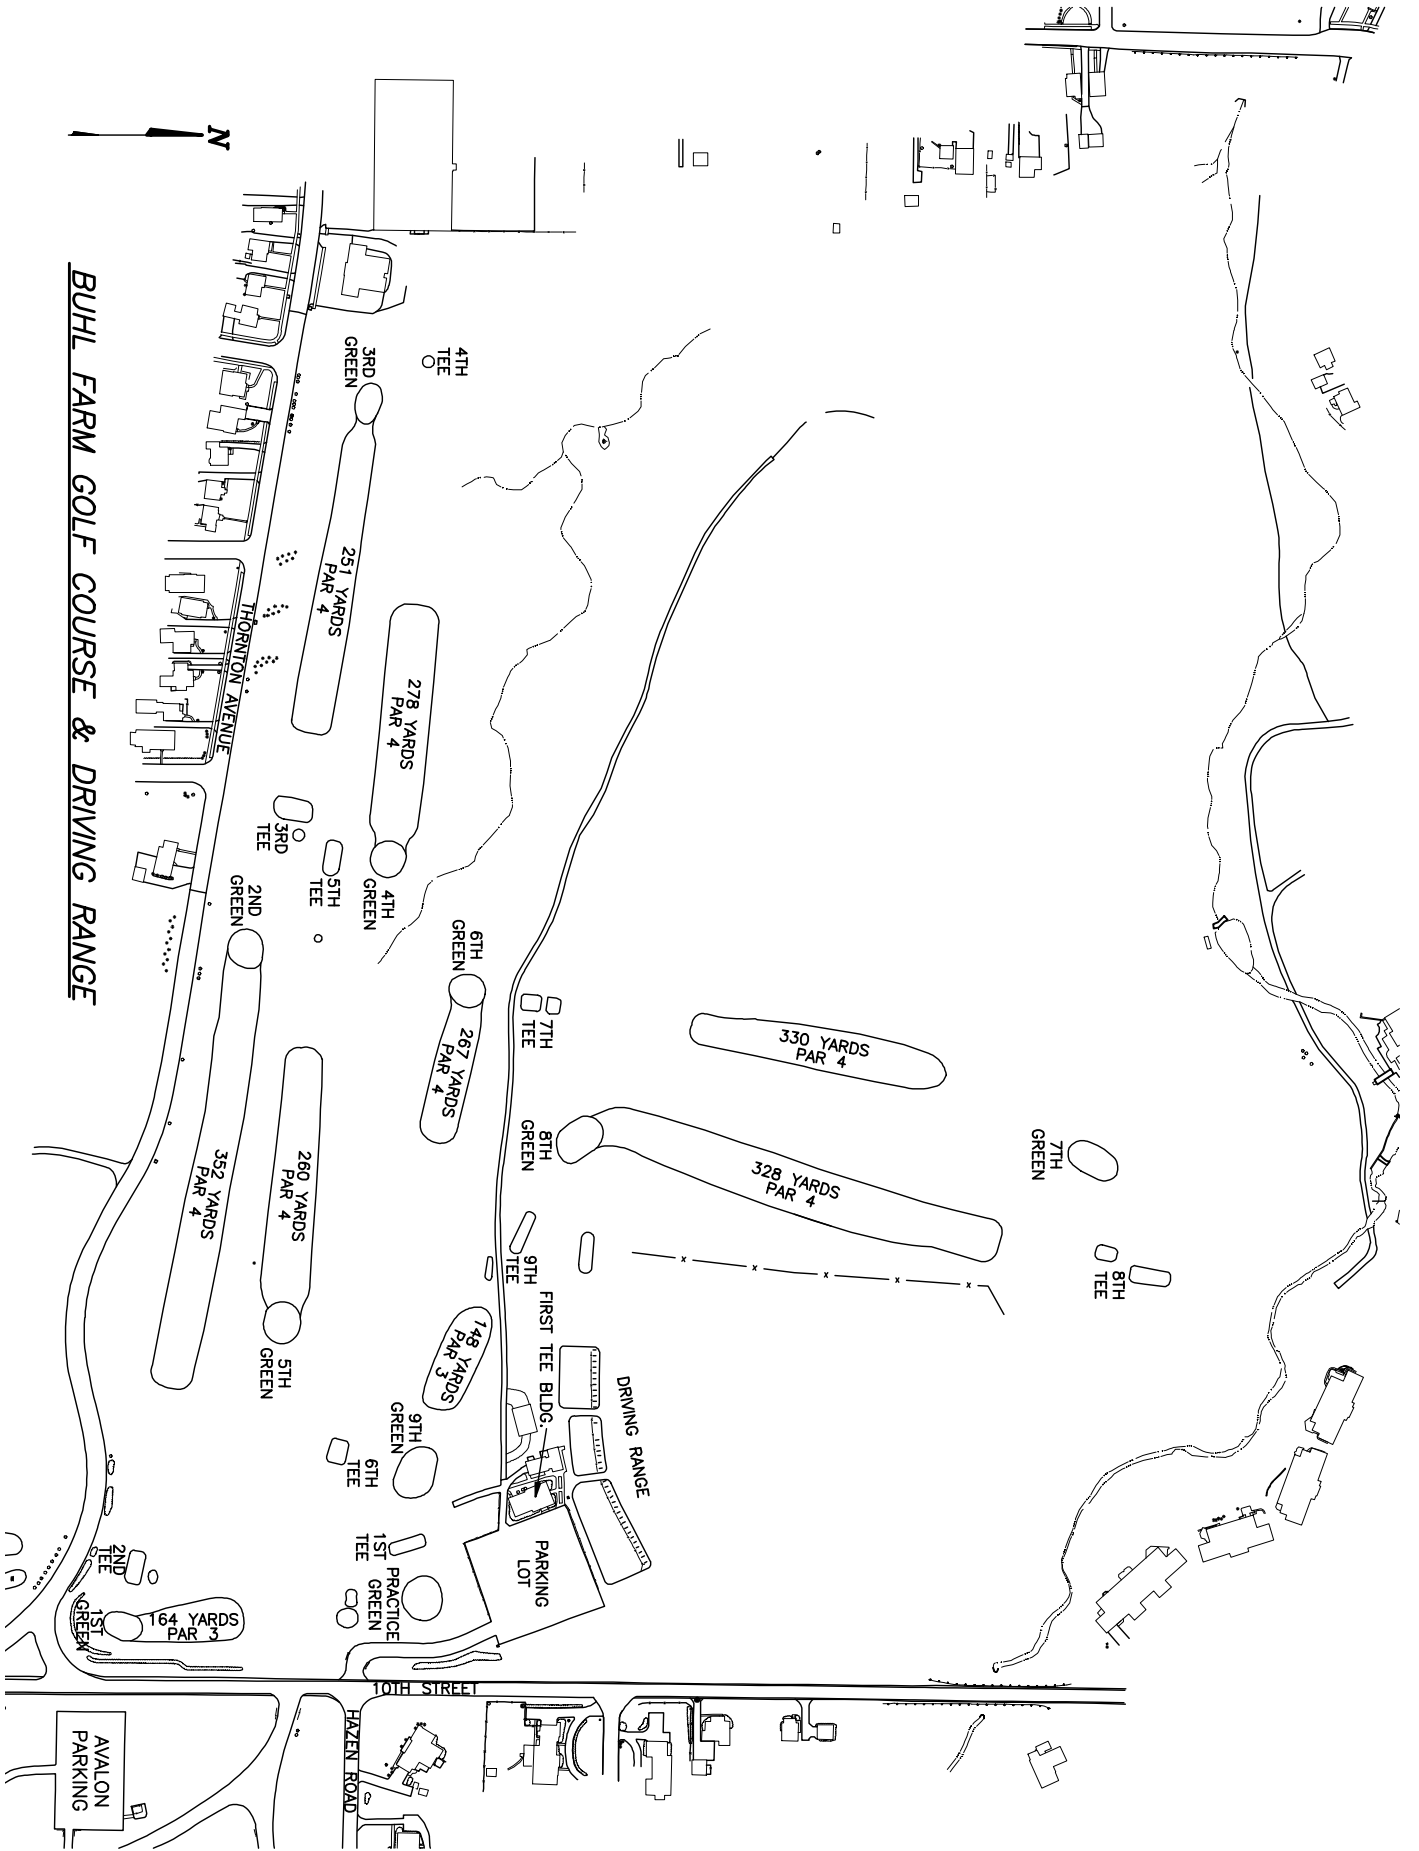 N
BUHL FARM GOLF COURSE & DRIVING RANGE
THORNTON AVENUE
3RD
GREEN
4TH
TEE
251 YARDS
PAR 4
278 YARDS
PAR 4
3RD
TEE
5TH
TEE
4TH
GREEN
2ND
GREEN
6TH
GREEN
267 YARDS
PAR 4
7TH
TEE
330 YARDS
PAR 4
7TH
GREEN
8TH
GREEN
328 YARDS
PAR 4
8TH
TEE
352 YARDS
PAR 4
260 YARDS
PAR 4
5TH
GREEN
9TH
TEE
148 YARDS
PAR 3
FIRST TEE BLDG.
DRIVING RANGE
9TH
GREEN
6TH
TEE
1ST
TEE
PRACTICE
GREEN
PARKING
LOT
2ND
TEE
1ST
GREEN
164 YARDS
PAR 3
10TH STREET
HAZEN ROAD
AVALON
PARKING